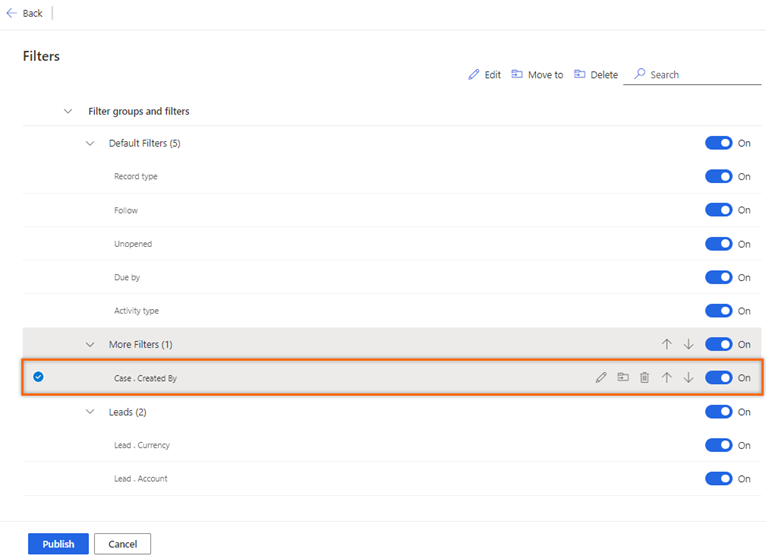 Back
Filters
Edit Move to Delete Search
Filter groups and filters
Default Filters (5) On
Record type On
Follow On
Unopened On
Due by On
Activity type On
More Filters (1) On
Case . Created By On
Leads (2) On
Lead . Currency On
Lead . Account On
Publish Cancel